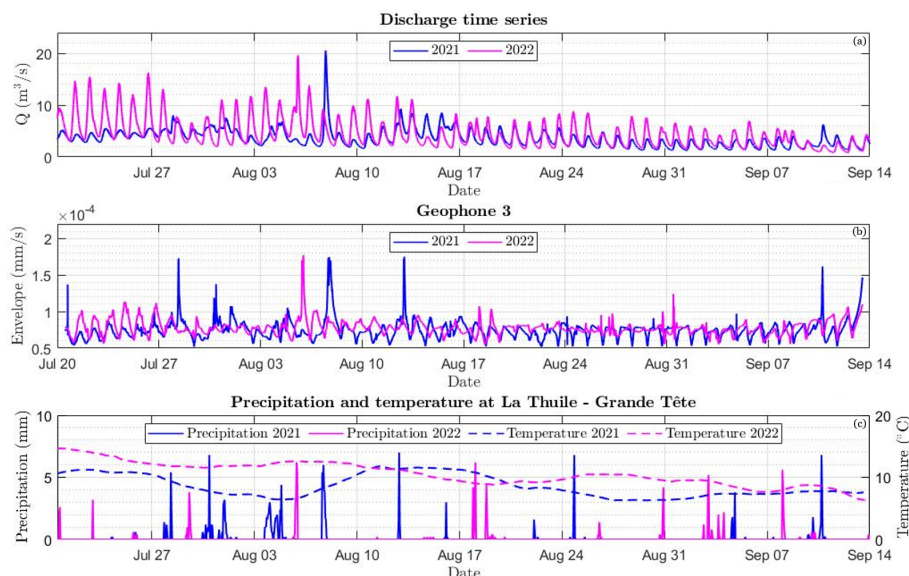 Discharge time series
(a)
2021 2022
Q (m³/s)
20
10
0
Jul 27 Aug 03 Aug 10 Aug 17 Aug 24 Aug 31 Sep 07 Sep 14
Date
Geophone 3
×10⁻⁴
(b)
2021 2022
Envelope (mm/s)
2
1.5
1
0.5
Jul 20 Jul 27 Aug 03 Aug 10 Aug 17 Aug 24 Aug 31 Sep 07 Sep 14
Date
Precipitation and temperature at La Thuile - Grande Tête
(c)
Precipitation 2021 Precipitation 2022 Temperature 2021 Temperature 2022
Precipitation (mm)
10
5
0
Temperature (°C)
20
10
0
Jul 27 Aug 03 Aug 10 Aug 17 Aug 24 Aug 31 Sep 07 Sep 14
Date